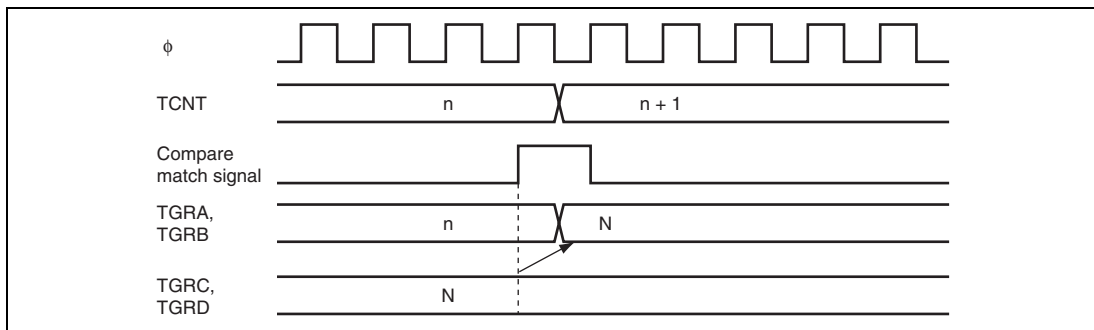 ϕ
TCNT
n
n + 1
Compare
match signal
TGRA,
TGRB
n
N
TGRC,
TGRD
N